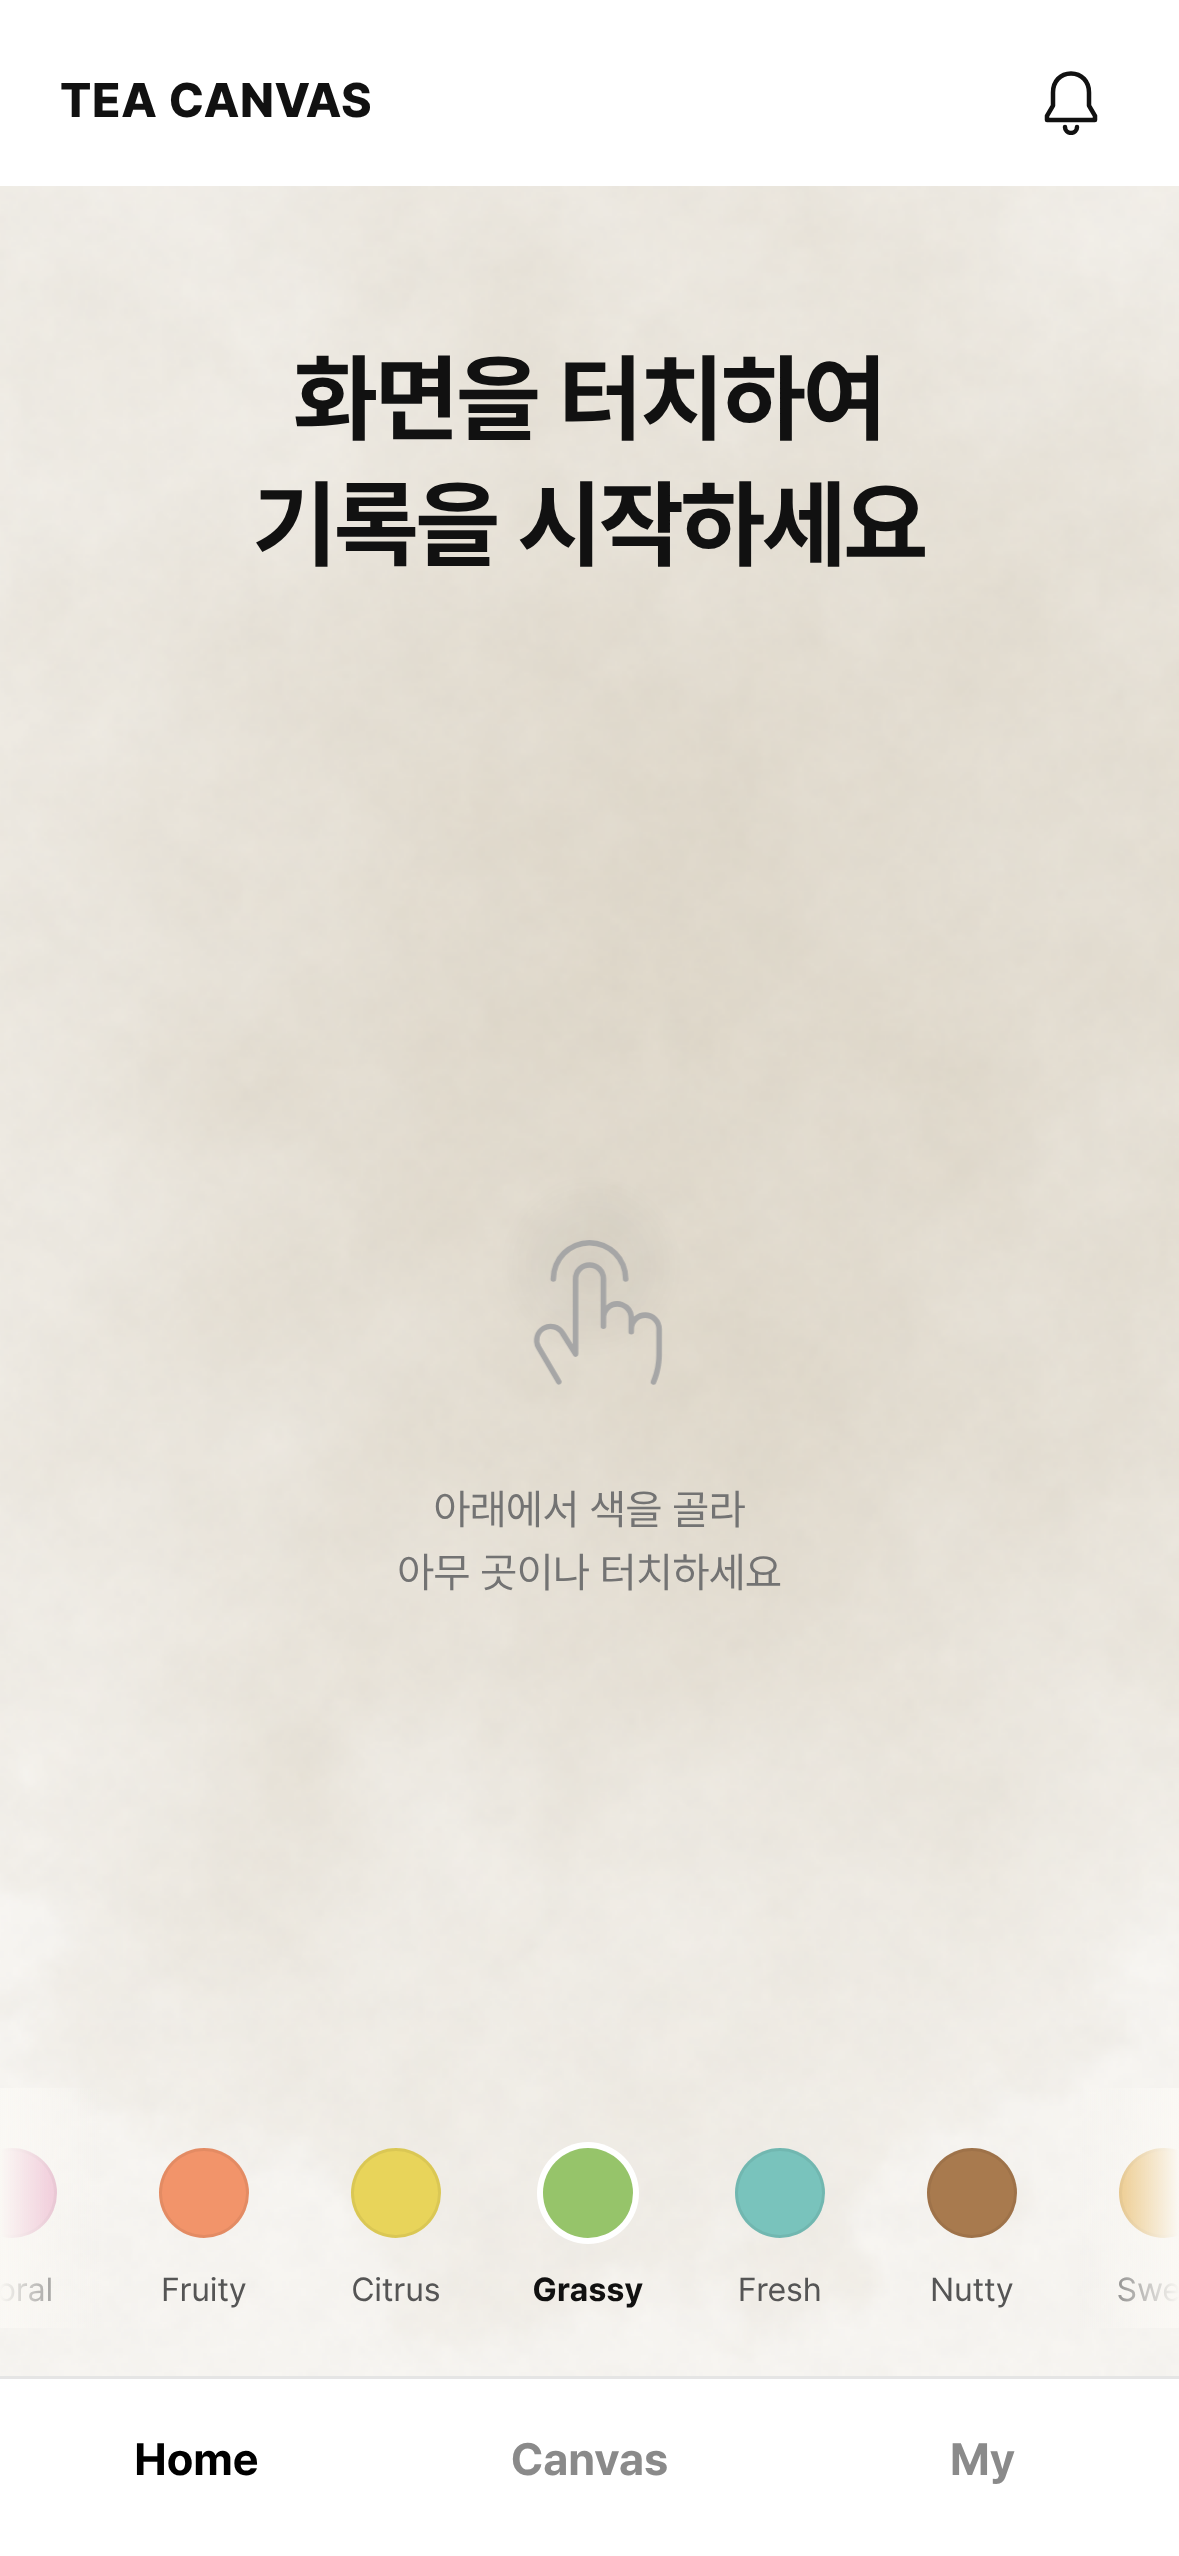 TEA CANVAS
화면을 터치하여
기록을 시작하세요
아래에서 색을 골라
아무 곳이나 터치하세요
Fruity
Citrus
Grassy
Fresh
Nutty
Home
Canvas
My